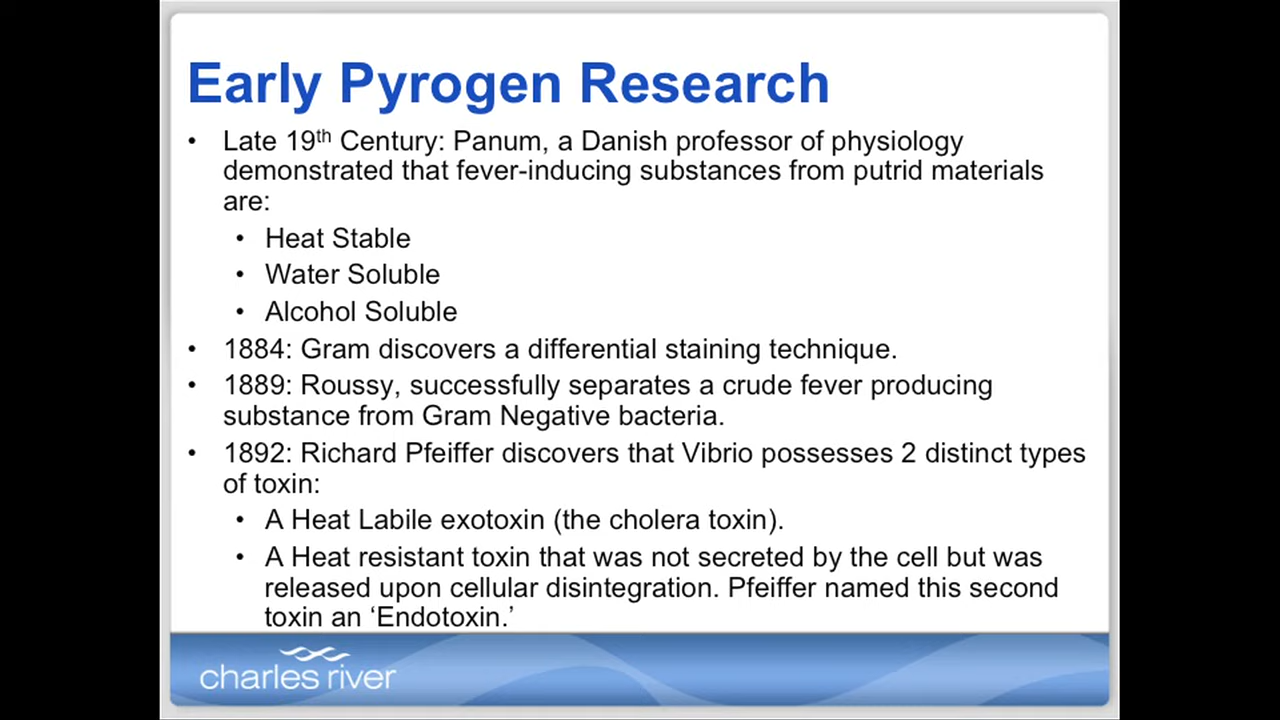 Early Pyrogen Research
• Late 19th Century: Panum, a Danish professor of physiology
demonstrated that fever-inducing substances from putrid materials
are:
• Heat Stable
• Water Soluble
• Alcohol Soluble
• 1884: Gram discovers a differential staining technique.
• 1889: Roussy, successfully separates a crude fever producing
substance from Gram Negative bacteria.
• 1892: Richard Pfeiffer discovers that Vibrio possesses 2 distinct types
of toxin:
• A Heat Labile exotoxin (the cholera toxin).
• A Heat resistant toxin that was not secreted by the cell but was
released upon cellular disintegration. Pfeiffer named this second
toxin an ‘Endotoxin.’
charles river